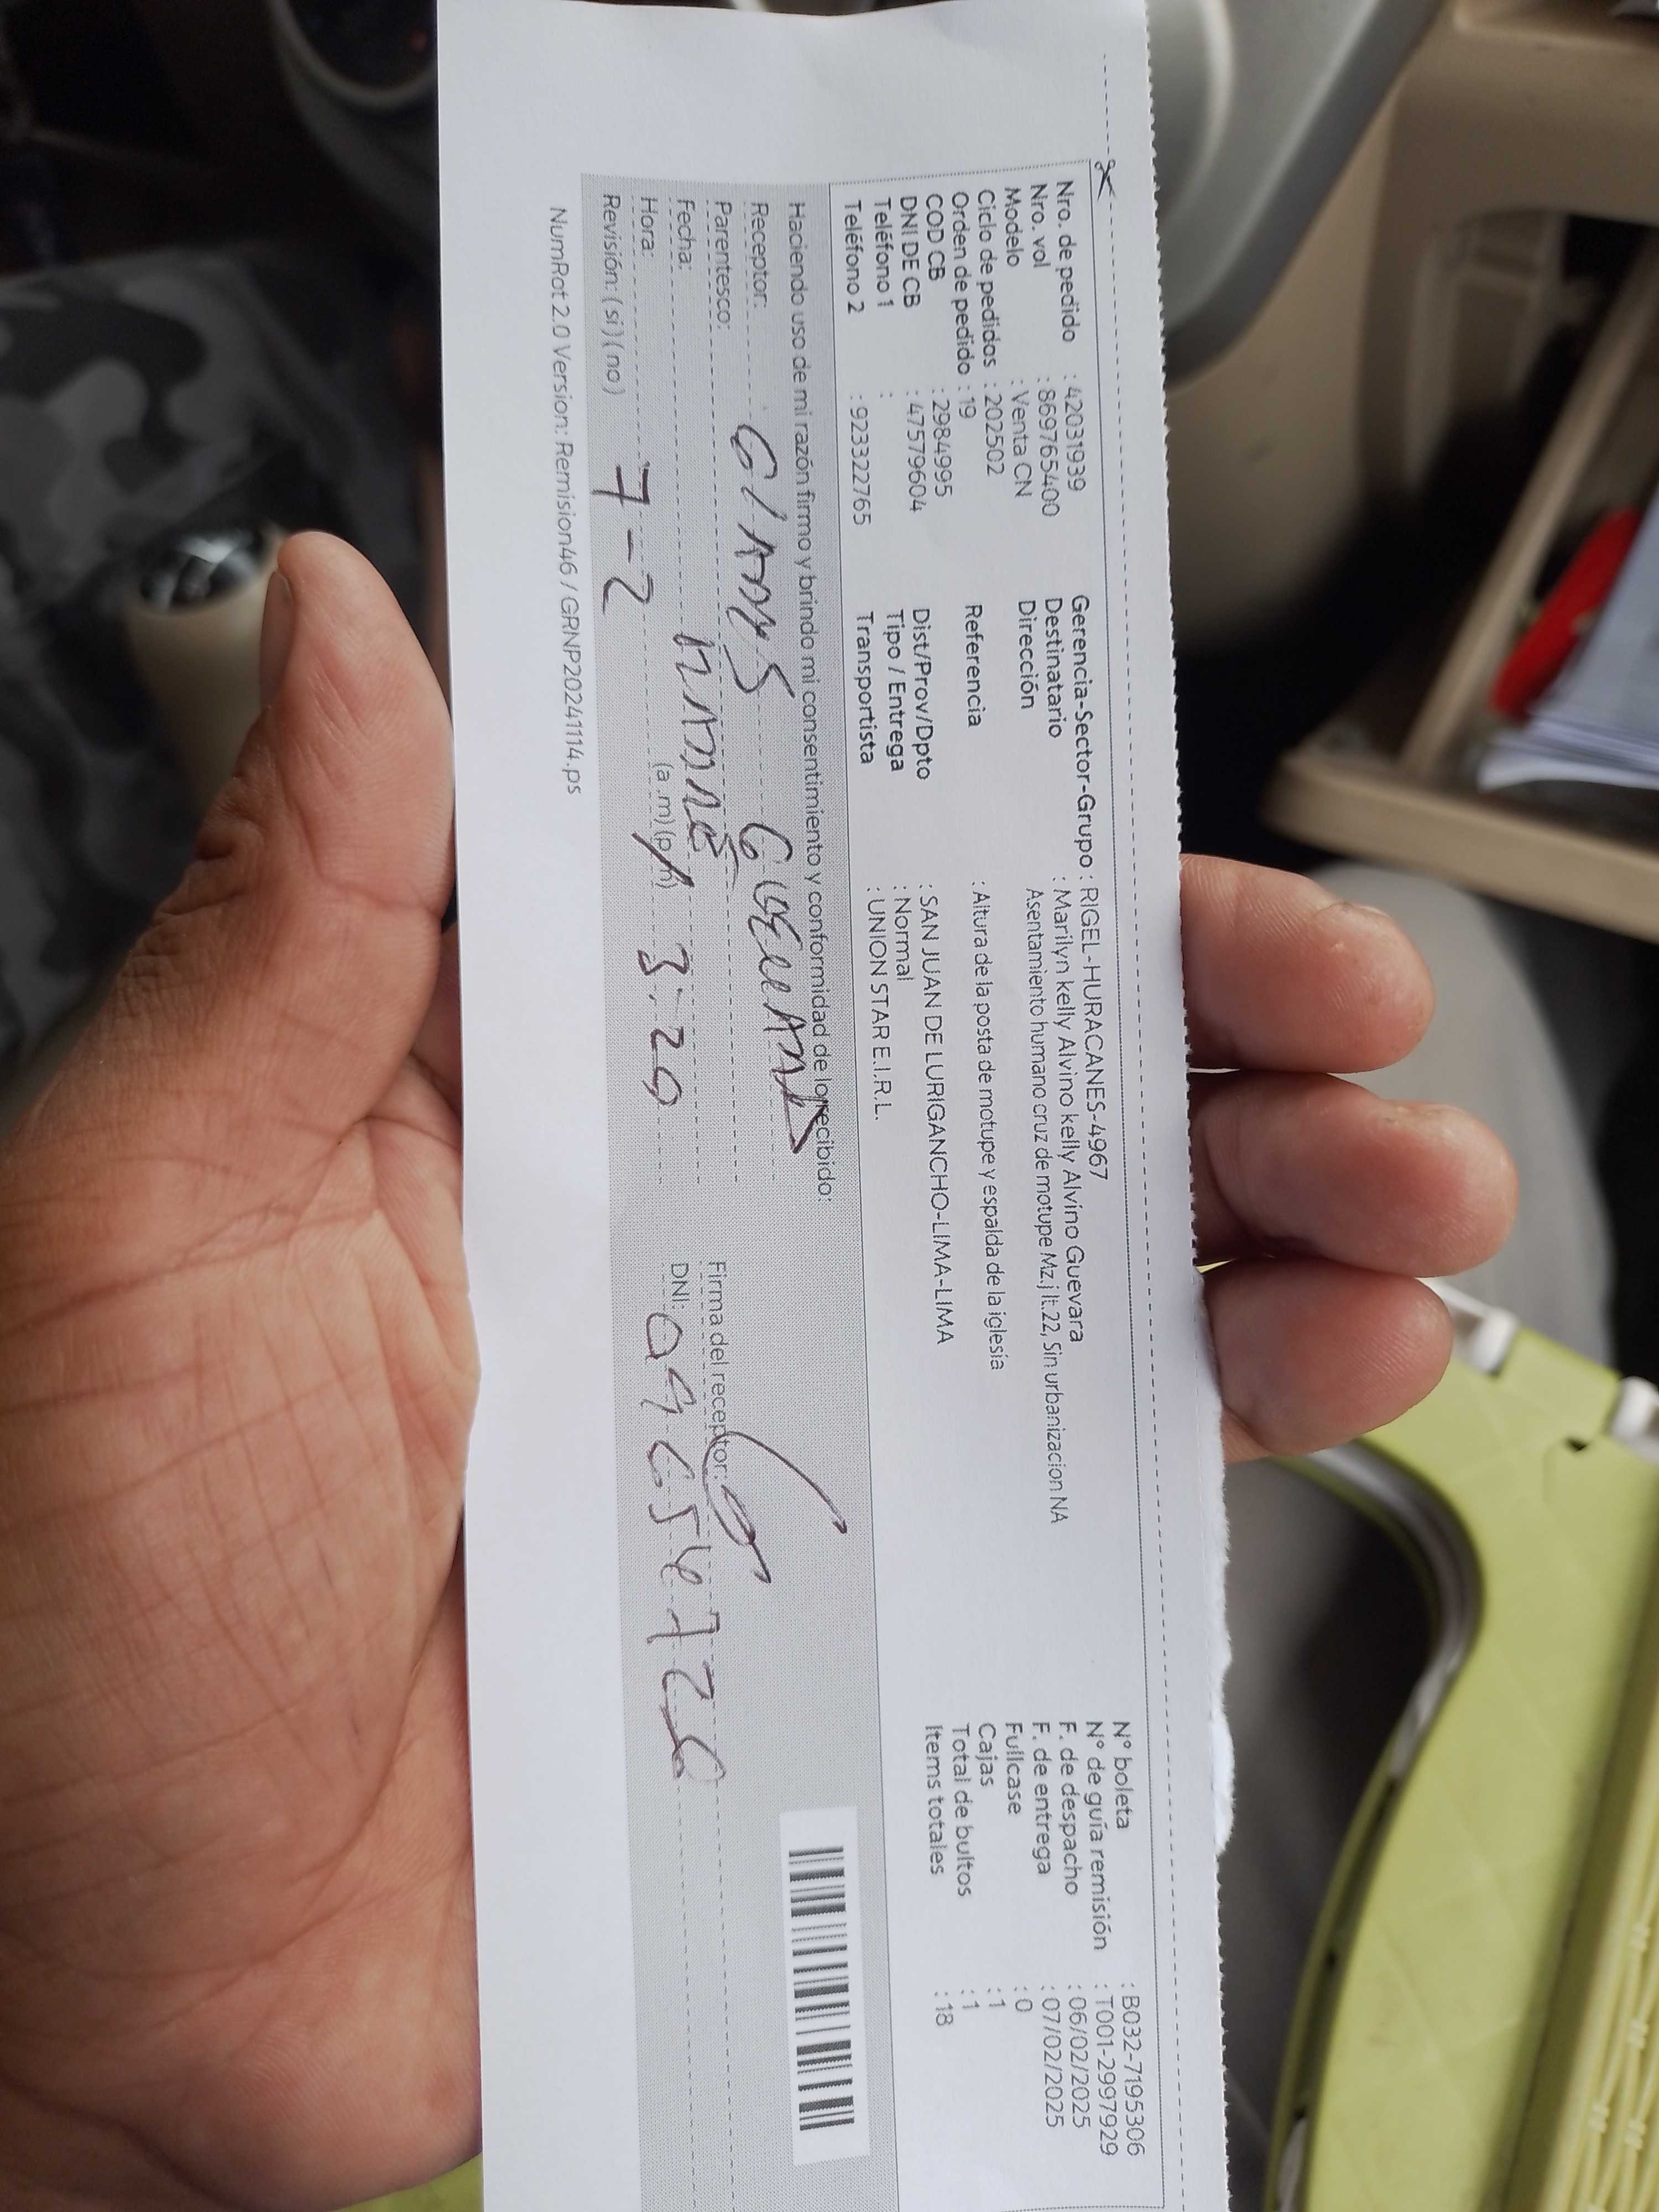 Nro. de pedido : 42031939
Nro. vol : 869765400
Modelo : Venta CN
Ciclo de pedidos : 202502
Orden de pedido : 19
COD CB : 2984995
DNI DE CB : 47579604
Teléfono 1 :
Teléfono 2 : 923322765
Gerencia-Sector-Grupo : RIGEL-HURACANES-4967
Destinatario : Marilyn kelly Alvino kelly Alvino Guevara
Dirección Asentamiento humano cruz de motupe Mz.j lt.22, Sin urbanizacion NA
Referencia : Altura de la posta de motupe y espalda de la iglesia
Dist/Prov/Dpto : SAN JUAN DE LURIGANCHO-LIMA-LIMA
Tipo / Entrega : Normal
Transportista : UNION STAR E.I.R.L.
N° boleta : B032-7195306
N° de guía remisión : T001-2997929
F. de despacho : 06/02/2025
F. de entrega : 07/02/2025
Fullcase : 0
Cajas : 1
Total de bultos : 1
Items totales : 18
Haciendo uso de mi razón firmo y brindo mi consentimiento y conformidad de lo recibido:
Receptor: GLADYS GUEVARA
Parentesco: MAMÁ
Fecha: 7-2
Hora: (a.m) (p.m) 3:20
Revisión: (si) (no)
Firma del receptor:
DNI:
NumRot 2.0 Version: Remision46 / GRNP20241114.ps